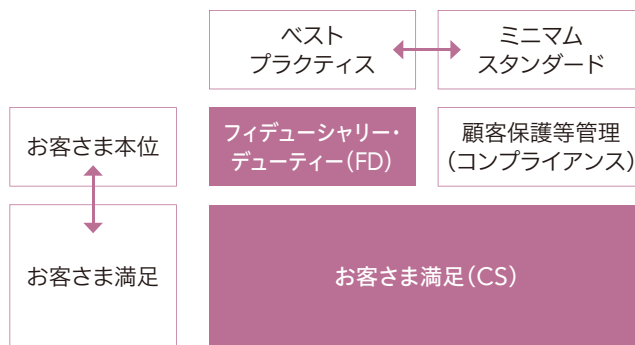 ベスト
プラクティス
ミニマム
スタンダード
お客さま本位
フィデューシャリー・
デューティー(FD)
顧客保護等管理
(コンプライアンス)
お客さま満足
お客さま満足(CS)